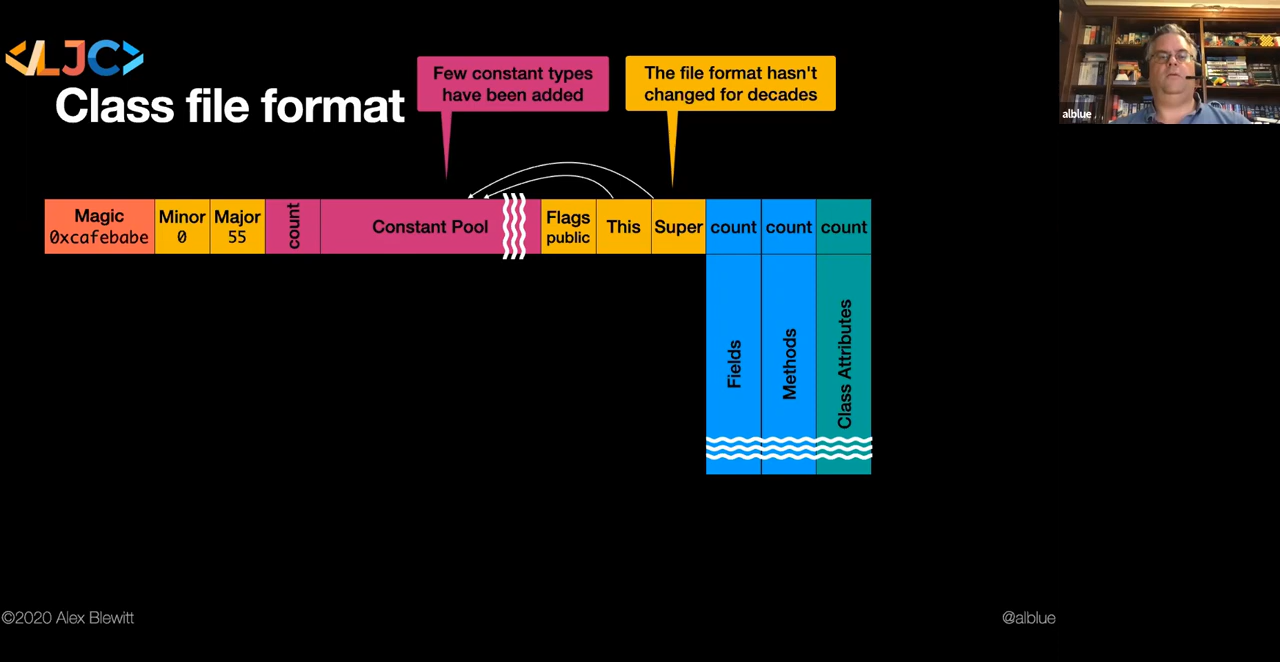 <LJC>
Class file format
Few constant types
have been added
The file format hasn't
changed for decades
alblue
Magic
0xcafebabe
Minor
0
Major
55
count
Constant Pool
Flags
public
This
Super
count
count
count
Fields
Methods
Class Attributes
©2020 Alex Blewitt
@alblue